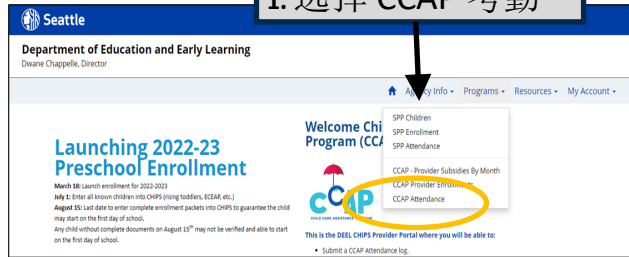 1. 选择 CCAP 考勤
Seattle
Department of Education and Early Learning
Dwane Chappelle, Director
Info
Programs
Resources
My Account
SPP Children
SPP Enrollment
SPP Attendance
CCAP - Provider Subsidies By Month
CCAP Provider
CCAP Attendance
Launching 2022-23
Preschool Enrollment
March 18: Launch enrollment for 2022-2023
July 1: Enter all known children into CHIPS (rising toddlers, ECEAP, etc.)
August 15: Last date to enter complete enrollment packets into CHIPS to guarantee the child
may start on the first day of school.
Any child without complete documents on August 15th may not be verified and able to start
on the first day of school.
Welcome Chi
Program (CCA
CCAP
CHILD CARE ASSISTANCE PROGRAM
This is the DEEL CHIPS Provider Portal where you will be able to:
• Submit a CCAP Attendance log.